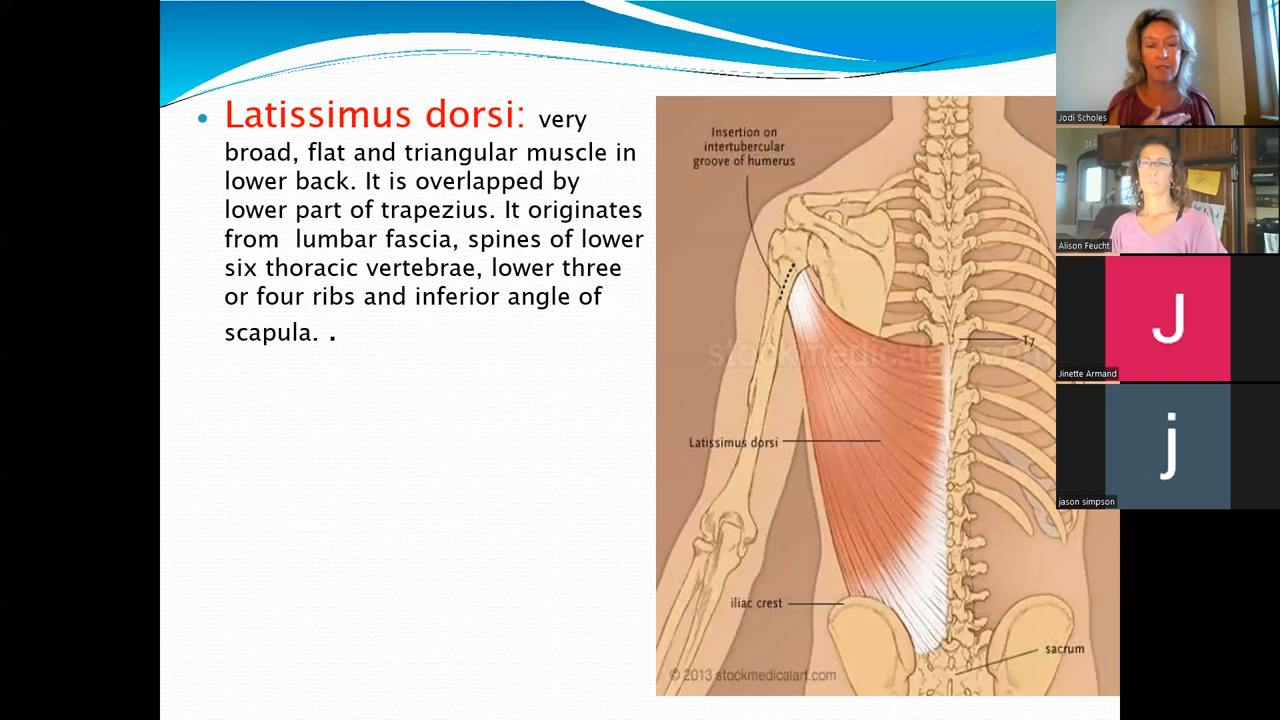 • Latissimus dorsi: very
broad, flat and triangular muscle in
lower back. It is overlapped by
lower part of trapezius. It originates
from  lumbar fascia, spines of lower
six thoracic vertebrae, lower three
or four ribs and inferior angle of
scapula. .
Insertion on
intertubercular
groove of humerus
T7
stockmedicalart.com
Latissimus dorsi
iliac crest
sacrum
© 2013 stockmedicalart.com
Jodi Scholes
Alison Feucht
J
Jinette Armand
j
jason simpson